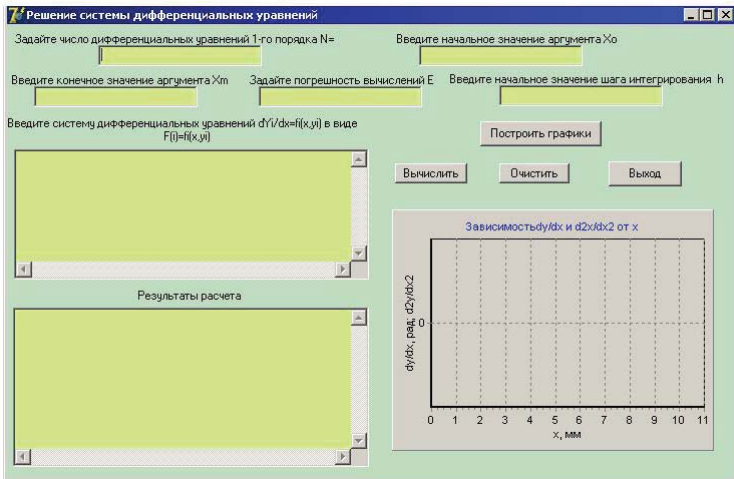 Решение системы дифференциальных уравнений
Задайте число дифференциальных уравнений 1-го порядка N=
Введите начальное значение аргумента Xo
Введите конечное значение аргумента Xm
Задайте погрешность вычислений E
Введите начальное значение шага интегрирования h
Введите систему дифференциальных уравнений dYi/dx=fi(x,yi) в виде
F(i)=fi(x,yi)
Построить графики
Вычислить
Очистить
Выход
Зависимостьdy/dx и d2x/dx2 от x
dy/dx, рад; d2y/dx2
0
0 1 2 3 4 5 6 7 8 9 10 11
x, мм
Результаты расчета